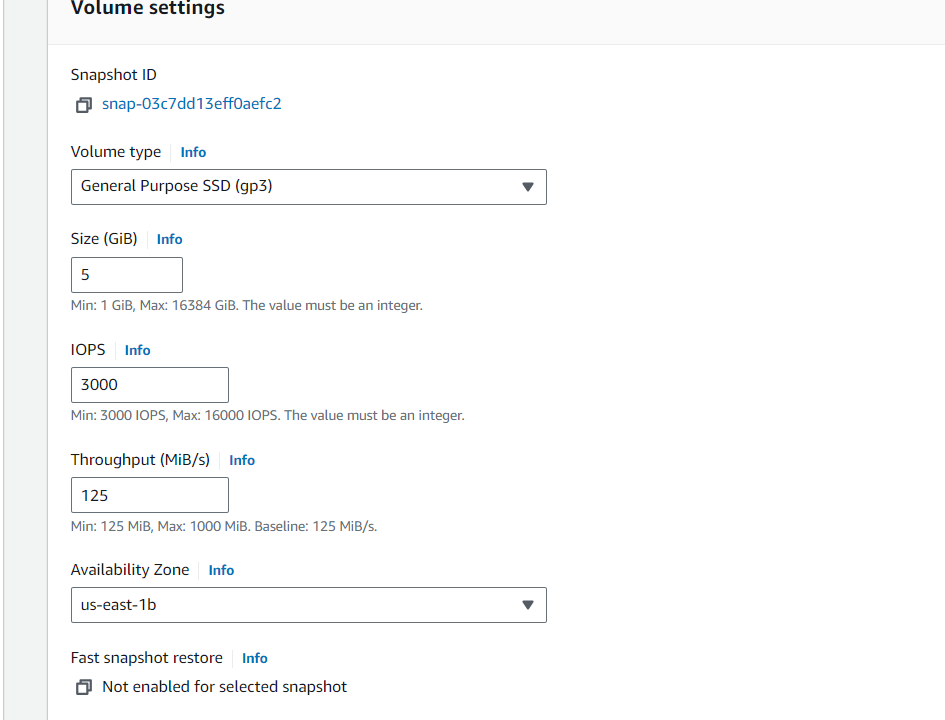 Volume settings
Snapshot ID
snap-03c7dd13eff0aefc2
Volume type Info
General Purpose SSD (gp3)
Size (GiB) Info
5
Min: 1 GiB, Max: 16384 GiB. The value must be an integer.
IOPS Info
3000
Min: 3000 IOPS, Max: 16000 IOPS. The value must be an integer.
Throughput (MiB/s) Info
125
Min: 125 MiB, Max: 1000 MiB. Baseline: 125 MiB/s.
Availability Zone Info
us-east-1b
Fast snapshot restore Info
Not enabled for selected snapshot